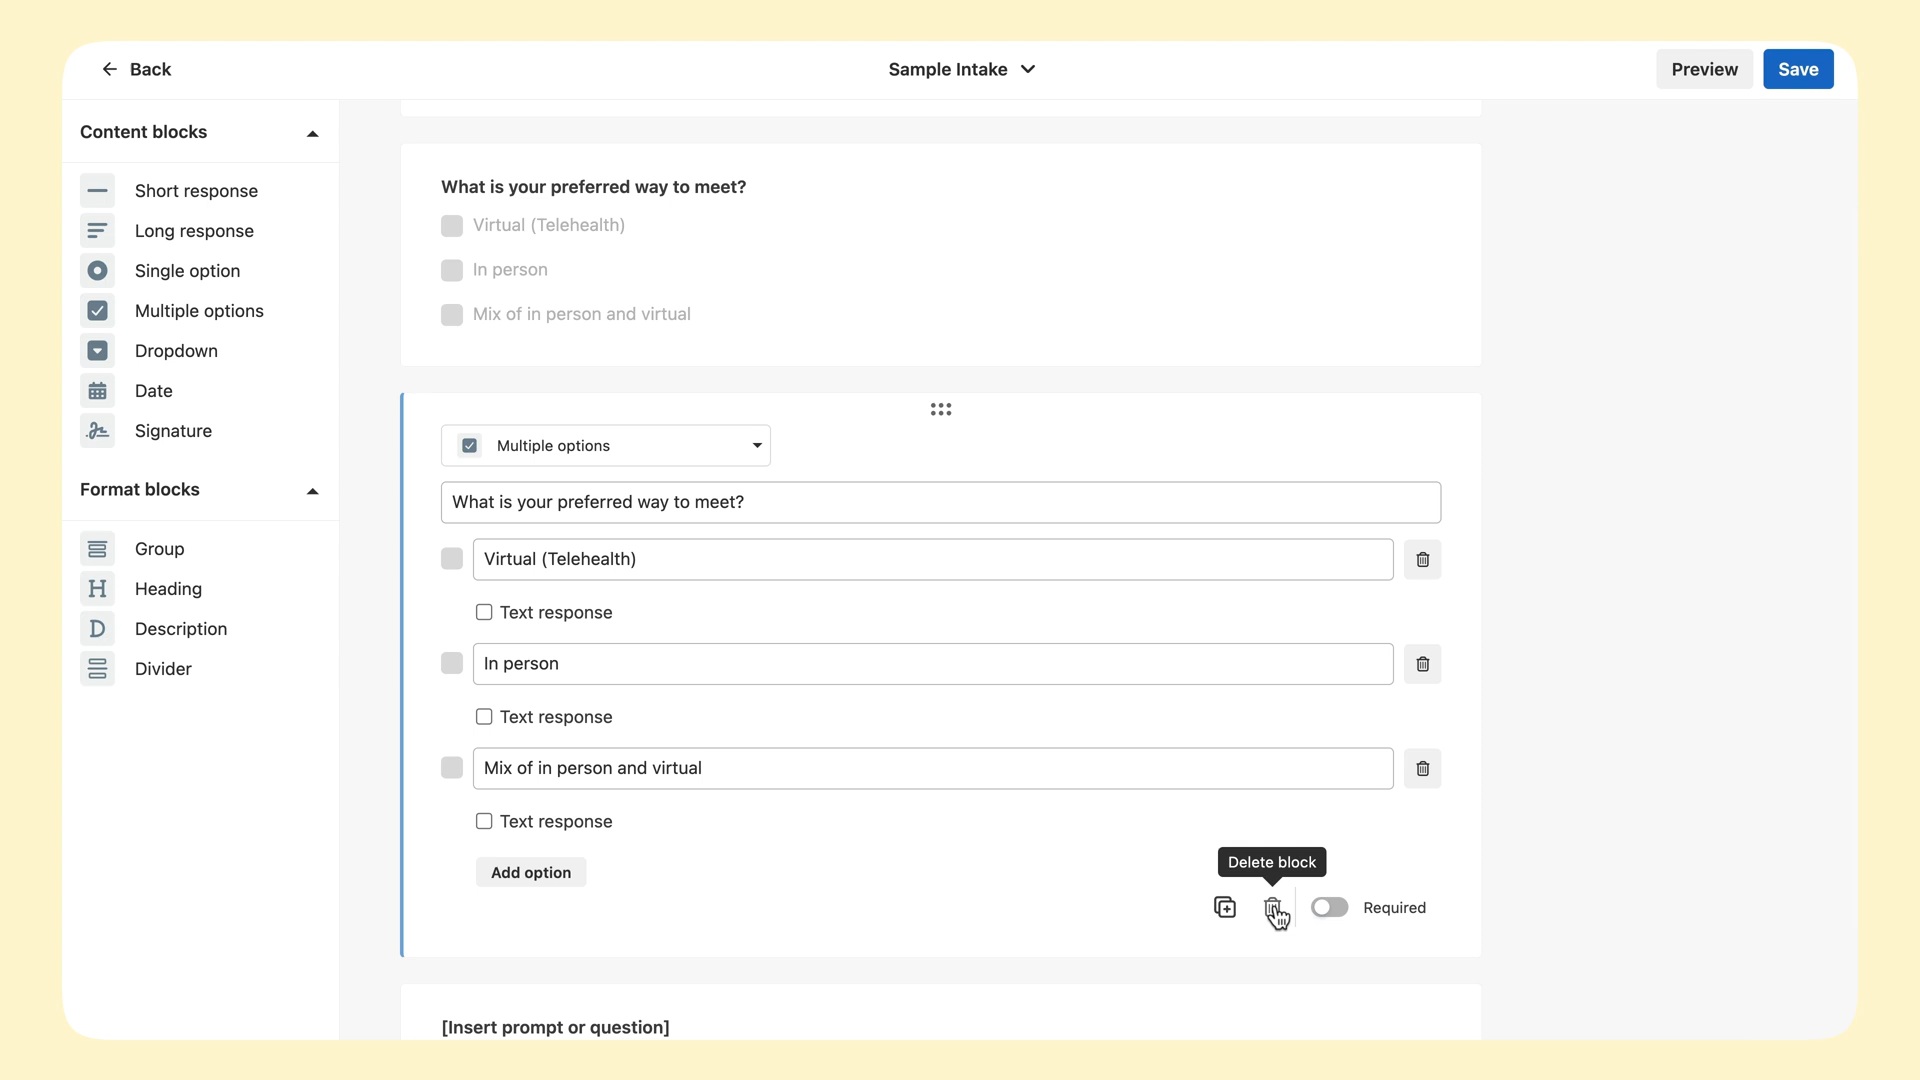 Back
Sample Intake
Preview
Save
Content blocks
Short response
Long response
Single option
Multiple options
Dropdown
Date
Signature
Format blocks
Group
H Heading
D Description
Divider
What is your preferred way to meet?
Virtual (Telehealth)
In person
Mix of in person and virtual
Multiple options
What is your preferred way to meet?
Virtual (Telehealth)
Text response
In person
Text response
Mix of in person and virtual
Text response
Add option
Delete block
Required
[Insert prompt or question]